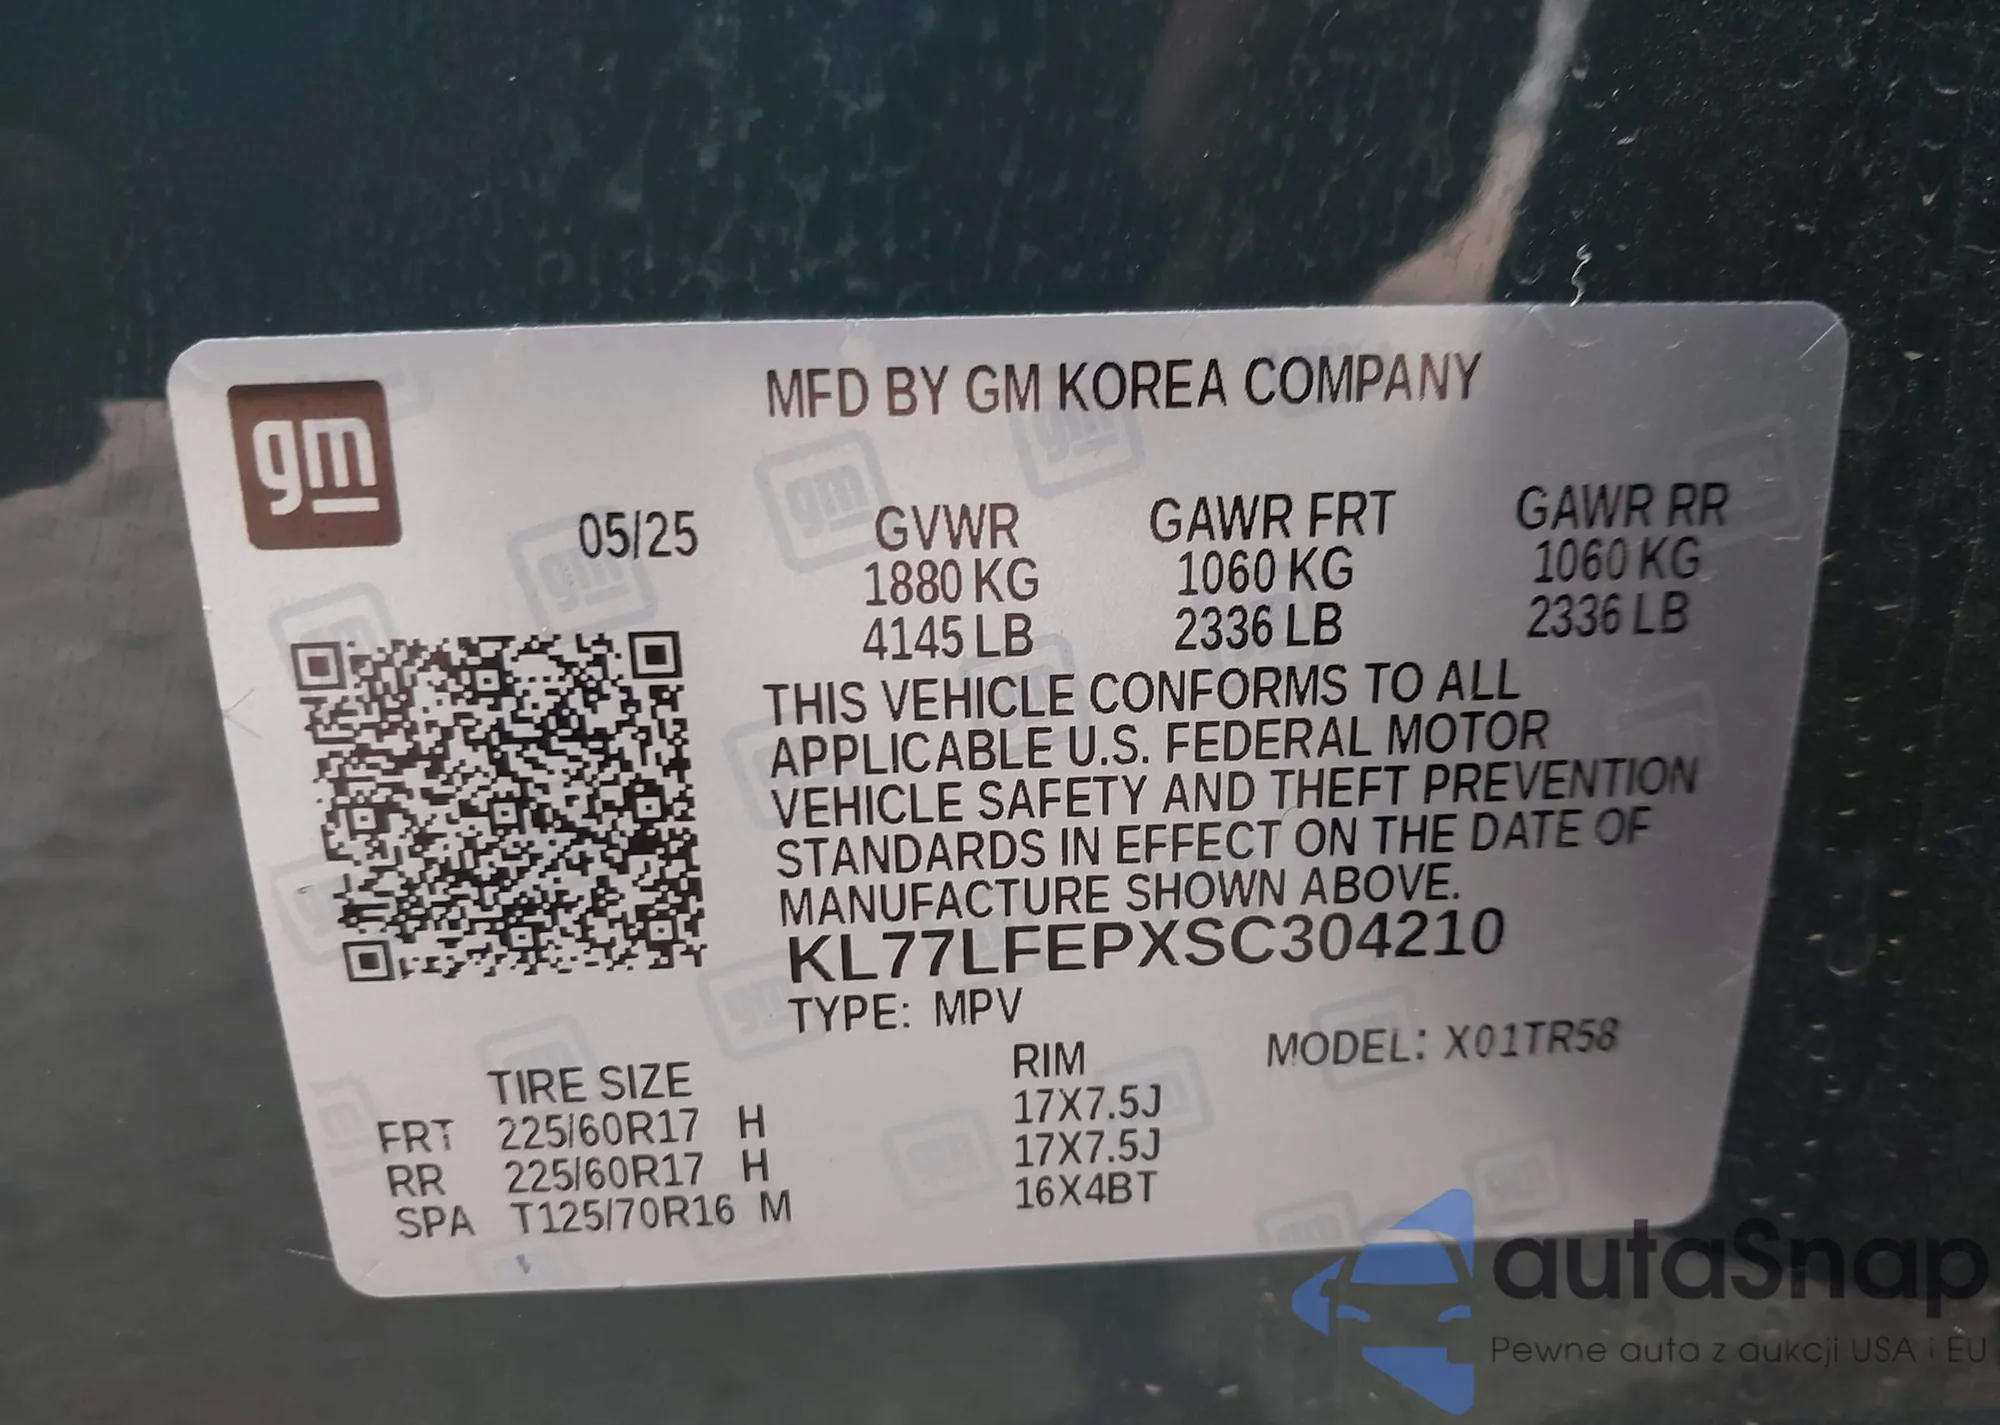 gm
MFD BY GM KOREA COMPANY
05/25
GVWR GAWR FRT GAWR RR
1880 KG 1060 KG 1060 KG
4145 LB 2336 LB 2336 LB
THIS VEHICLE CONFORMS TO ALL
APPLICABLE U.S. FEDERAL MOTOR
VEHICLE SAFETY AND THEFT PREVENTION
STANDARDS IN EFFECT ON THE DATE OF
MANUFACTURE SHOWN ABOVE.
KL77LFEPXSC304210
TYPE: MPV
MODEL: X01TR58
TIRE SIZE RIM
FRT 225/60R17 H 17X7.5J
RR 225/60R17 H 17X7.5J
SPA T125/70R16 M 16X4BT
autaSnap
Pewne auta z aukcji USA i EU